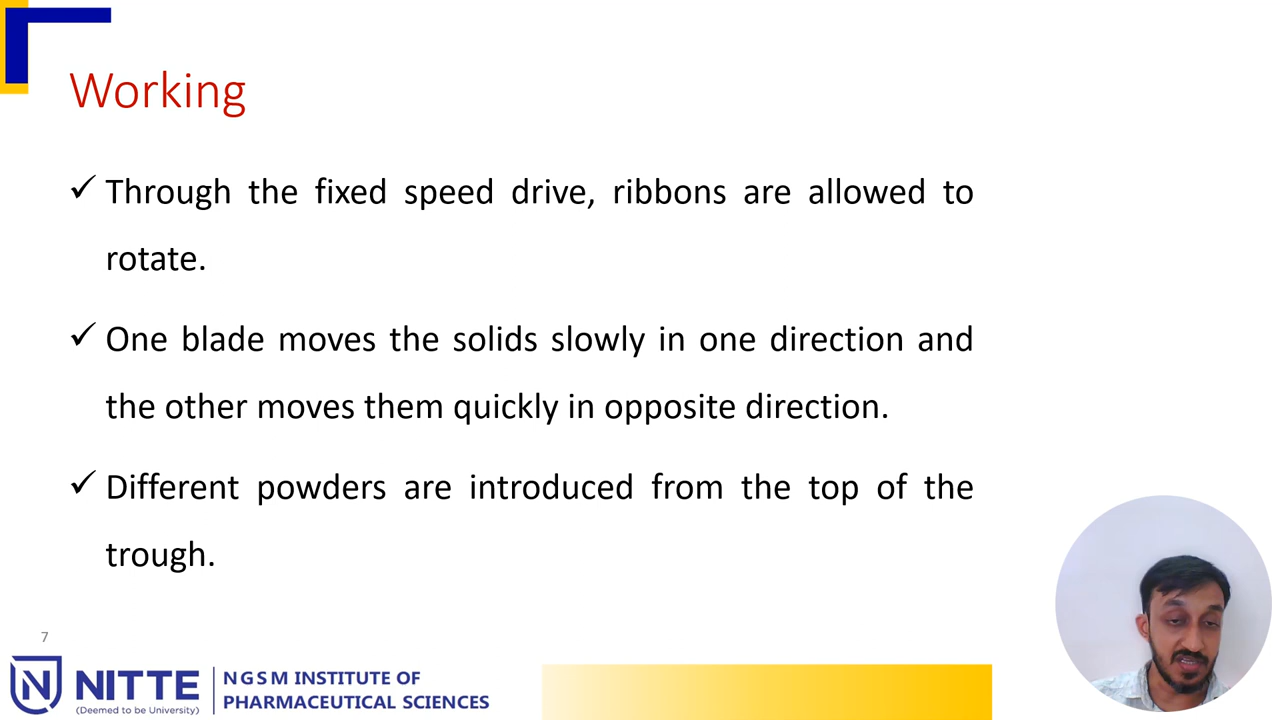 Working
✓ Through the fixed speed drive, ribbons are allowed to
rotate.
✓ One blade moves the solids slowly in one direction and
the other moves them quickly in opposite direction.
✓ Different powders are introduced from the top of the
trough.
7
N
NITTE
(Deemed to be University)
NGSM INSTITUTE OF
PHARMACEUTICAL SCIENCES